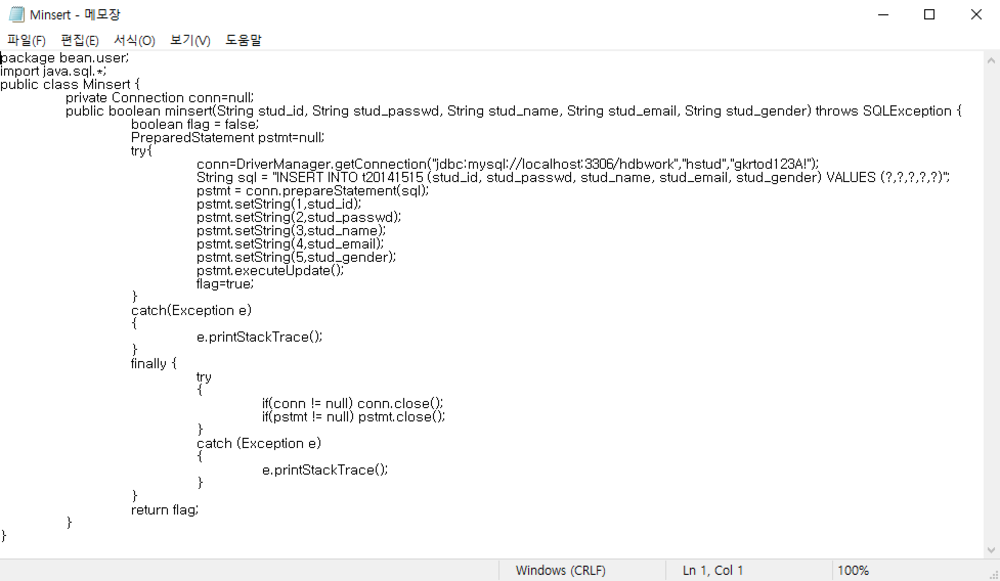 Minsert - 메모장
파일(F) 편집(E) 서식(O) 보기(V) 도움말
package bean.user;
import java.sql.*;
public class Minsert {
private Connection conn=null;
public boolean minsert(String stud_id, String stud_passwd, String stud_name, String stud_email, String stud_gender) throws SQLException {
boolean flag = false;
PreparedStatement pstmt=null;
try{
conn=DriverManager.getConnection("jdbc:mysql://localhost:3306/hdbwork","hstud","gkrtod123A!");
String sql = "INSERT INTO t20141515 (stud_id, stud_passwd, stud_name, stud_email, stud_gender) VALUES (?,?,?,?,?)";
pstmt = conn.prepareStatement(sql);
pstmt.setString(1,stud_id);
pstmt.setString(2,stud_passwd);
pstmt.setString(3,stud_name);
pstmt.setString(4,stud_email);
pstmt.setString(5,stud_gender);
pstmt.executeUpdate();
flag=true;
}
catch(Exception e)
{
e.printStackTrace();
}
finally {
try
{
if(conn != null) conn.close();
if(pstmt != null) pstmt.close();
}
catch (Exception e)
{
e.printStackTrace();
}
}
return flag;
}
}
Windows (CRLF) Ln 1, Col 1 100%